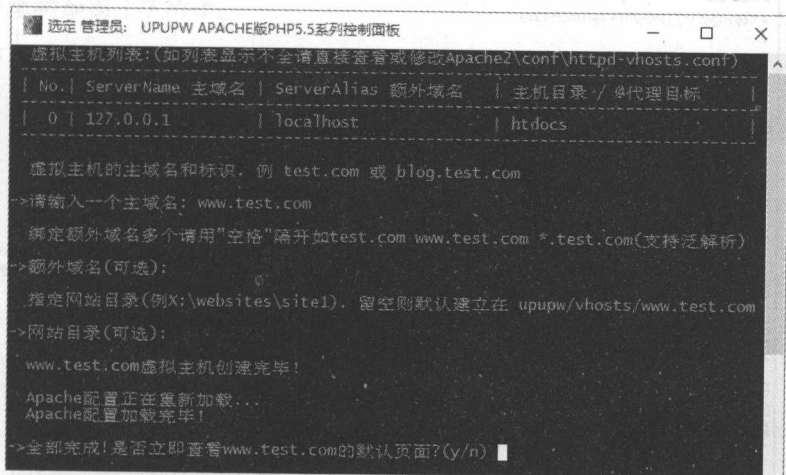 选定 管理员: UPUPW APACHE版PHP5.5系列控制面板
虚拟主机列表:(如列表显示不全请直接查看或修改Apache2\conf\httpd-vhosts.conf)
| No.| ServerName 主域名 | ServerAlias 额外域名 | 主机目录 / @代理目标 |
| 0 | 127.0.0.1 | localhost | htdocs |
虚拟主机的主域名和标识, 例 test.com 或 blog.test.com
->请输入一个主域名: www.test.com
绑定额外域名多个请用"空格"隔开如test.com www.test.com *.test.com(支持泛解析)
->额外域名(可选):
指定网站目录(例X:\websites\site1), 留空则默认建立在 upupw/vhosts/www.test.com
->网站目录(可选):
www.test.com虚拟主机创建完毕!
Apache配置正在重新加载...
Apache配置加载完毕!
->全部完成!是否立即查看www.test.com的默认页面?(y/n)